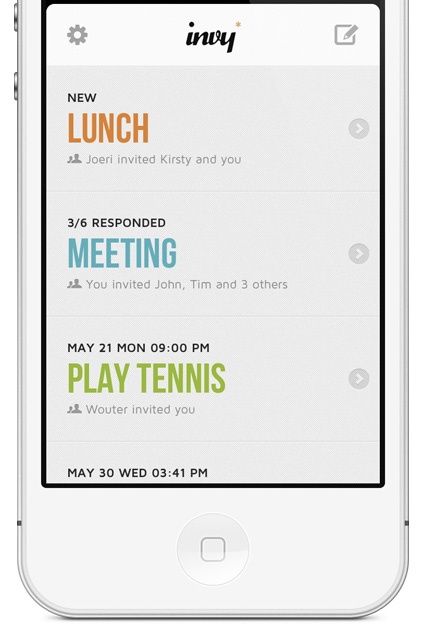 invy*
NEW
LUNCH
Joeri invited Kirsty and you
3/6 RESPONDED
MEETING
You invited John, Tim and 3 others
MAY 21 MON 09:00 PM
PLAY TENNIS
Wouter invited you
MAY 30 WED 03:41 PM